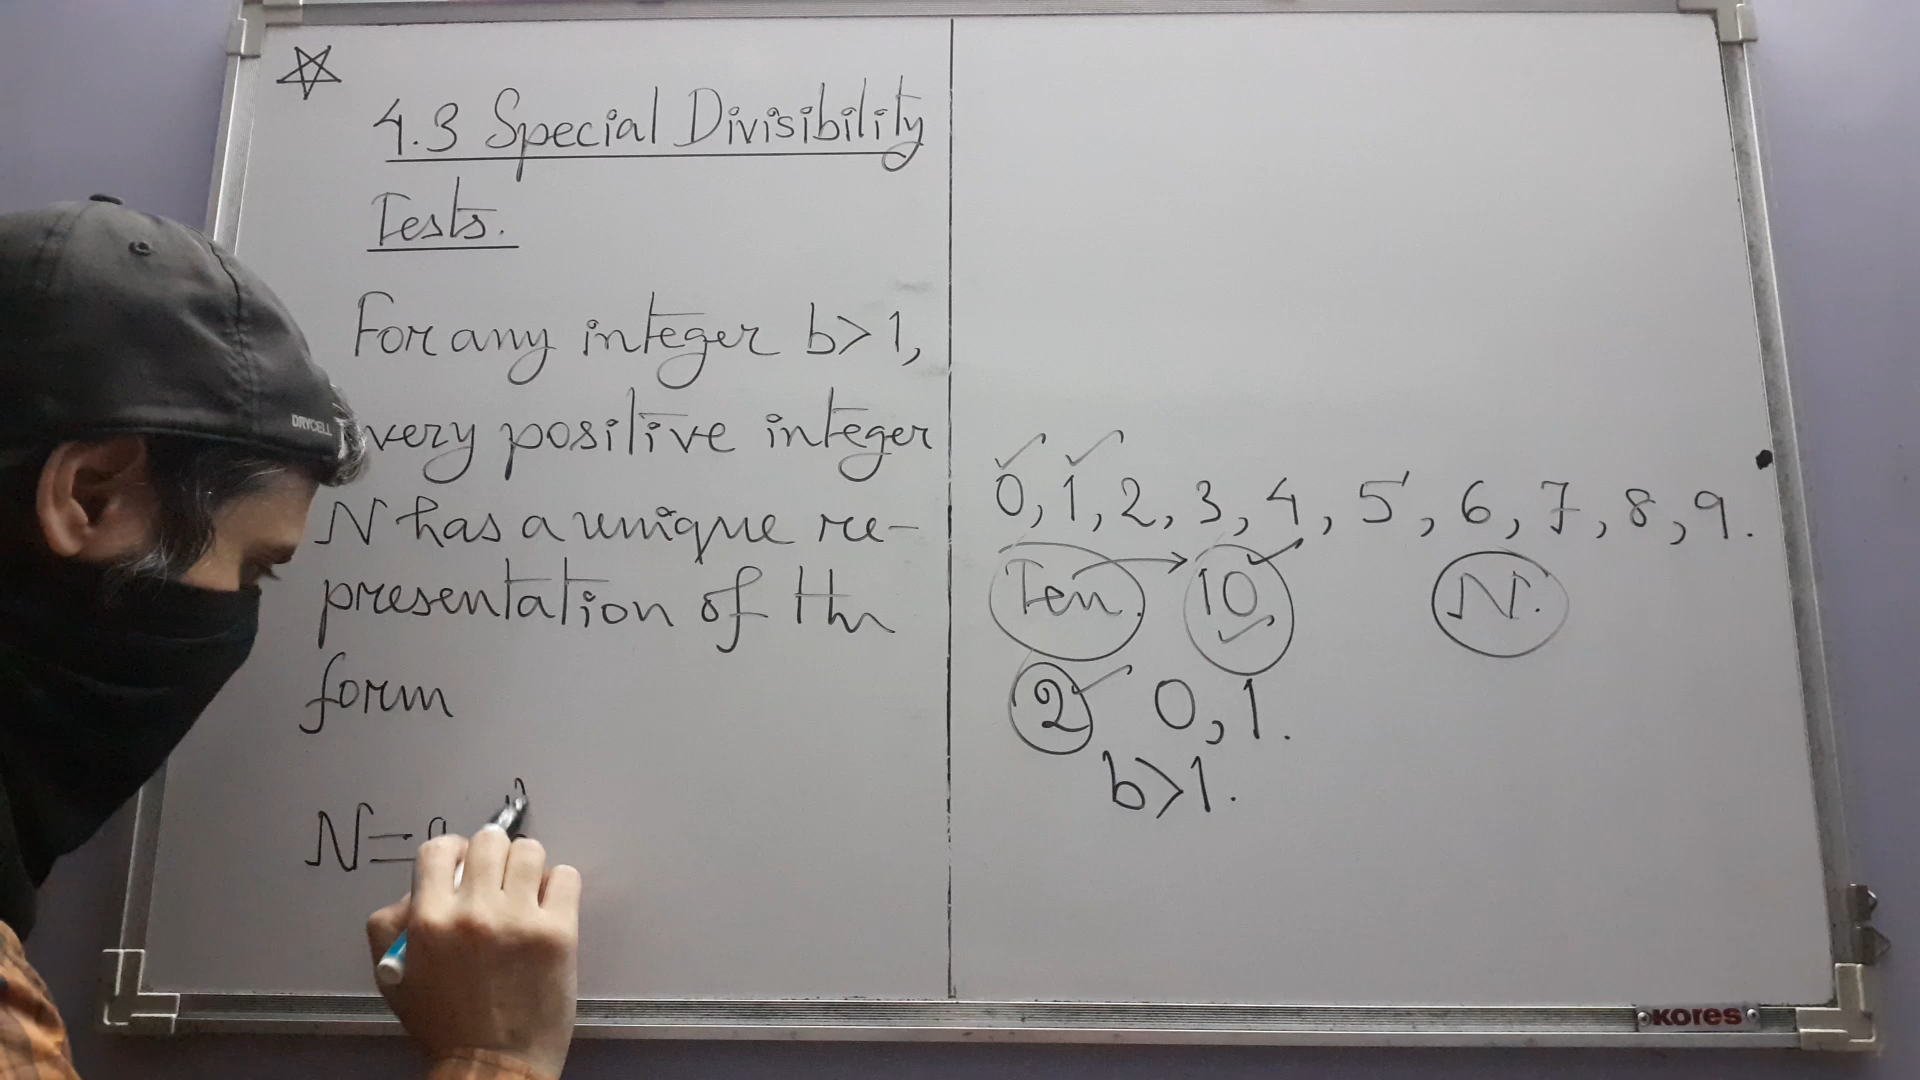 4.3 Special Divisibility
Tests.
For any integer b>1,
very positive integer
N has a unique re-
presentation of the
form
N=a
0, 1, 2, 3, 4, 5, 6, 7, 8, 9.
Ten. 10. N.
2 0, 1.
b>1.
DRYCELL
KORES